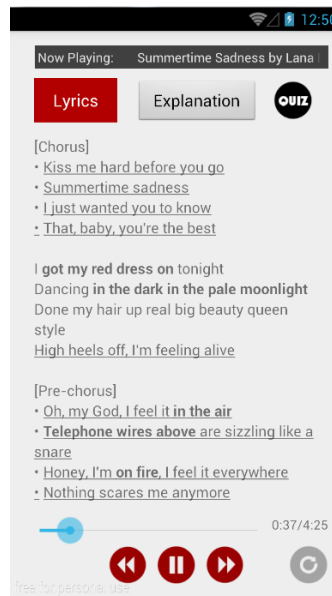 12:50
Now Playing: Summertime Sadness by Lana
Lyrics Explanation QUIZ
[Chorus]
• Kiss me hard before you go
• Summertime sadness
• I just wanted you to know
• That, baby, you're the best
I got my red dress on tonight
Dancing in the dark in the pale moonlight
Done my hair up real big beauty queen
style
High heels off, I'm feeling alive
[Pre-chorus]
• Oh, my God, I feel it in the air
• Telephone wires above are sizzling like a
snare
• Honey, I'm on fire, I feel it everywhere
• Nothing scares me anymore
0:37/4:25
free for personal use